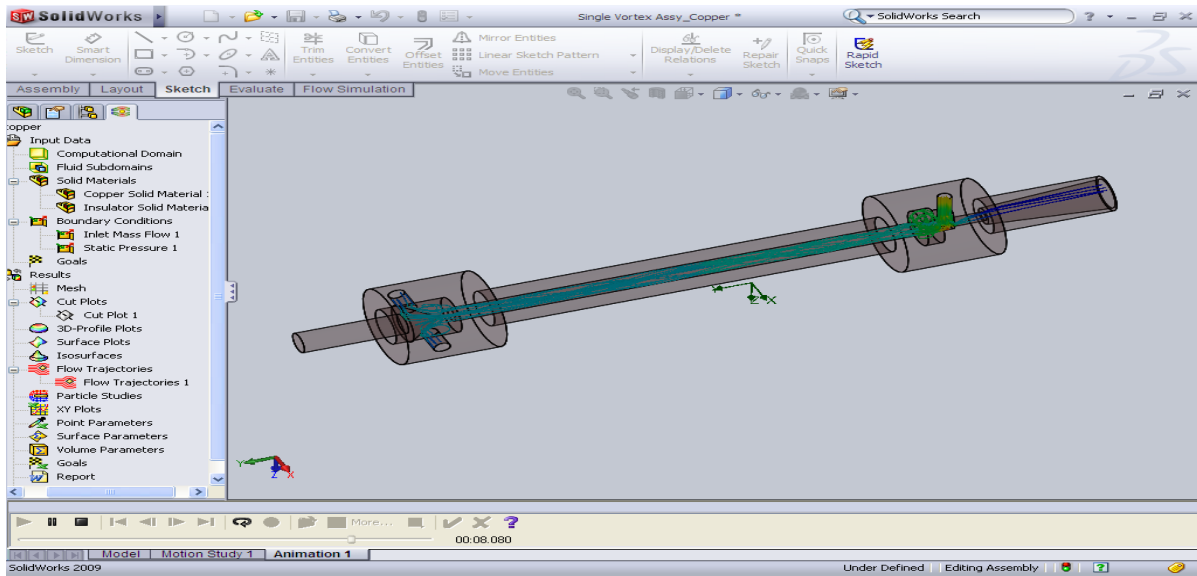 SolidWorks
Single Vortex Assy_Copper *
SolidWorks Search
Sketch
Smart Dimension
Trim Entities
Convert Entities
Offset Entities
Mirror Entities
Linear Sketch Pattern
Move Entities
Display/Delete Relations
Repair Sketch
Quick Snaps
Rapid Sketch
Assembly Layout Sketch Evaluate Flow Simulation
copper
Input Data
Computational Domain
Fluid Subdomains
Solid Materials
Copper Solid Material
Insulator Solid Materia
Boundary Conditions
Inlet Mass Flow 1
Static Pressure 1
Goals
Results
Mesh
Cut Plots
Cut Plot 1
3D-Profile Plots
Surface Plots
Isosurfaces
Flow Trajectories
Flow Trajectories 1
Particle Studies
XY Plots
Point Parameters
Surface Parameters
Volume Parameters
Goals
Report
Y Z X
Z X
More...
00:08.080
Model Motion Study 1 Animation 1
SolidWorks 2009 Under Defined Editing Assembly